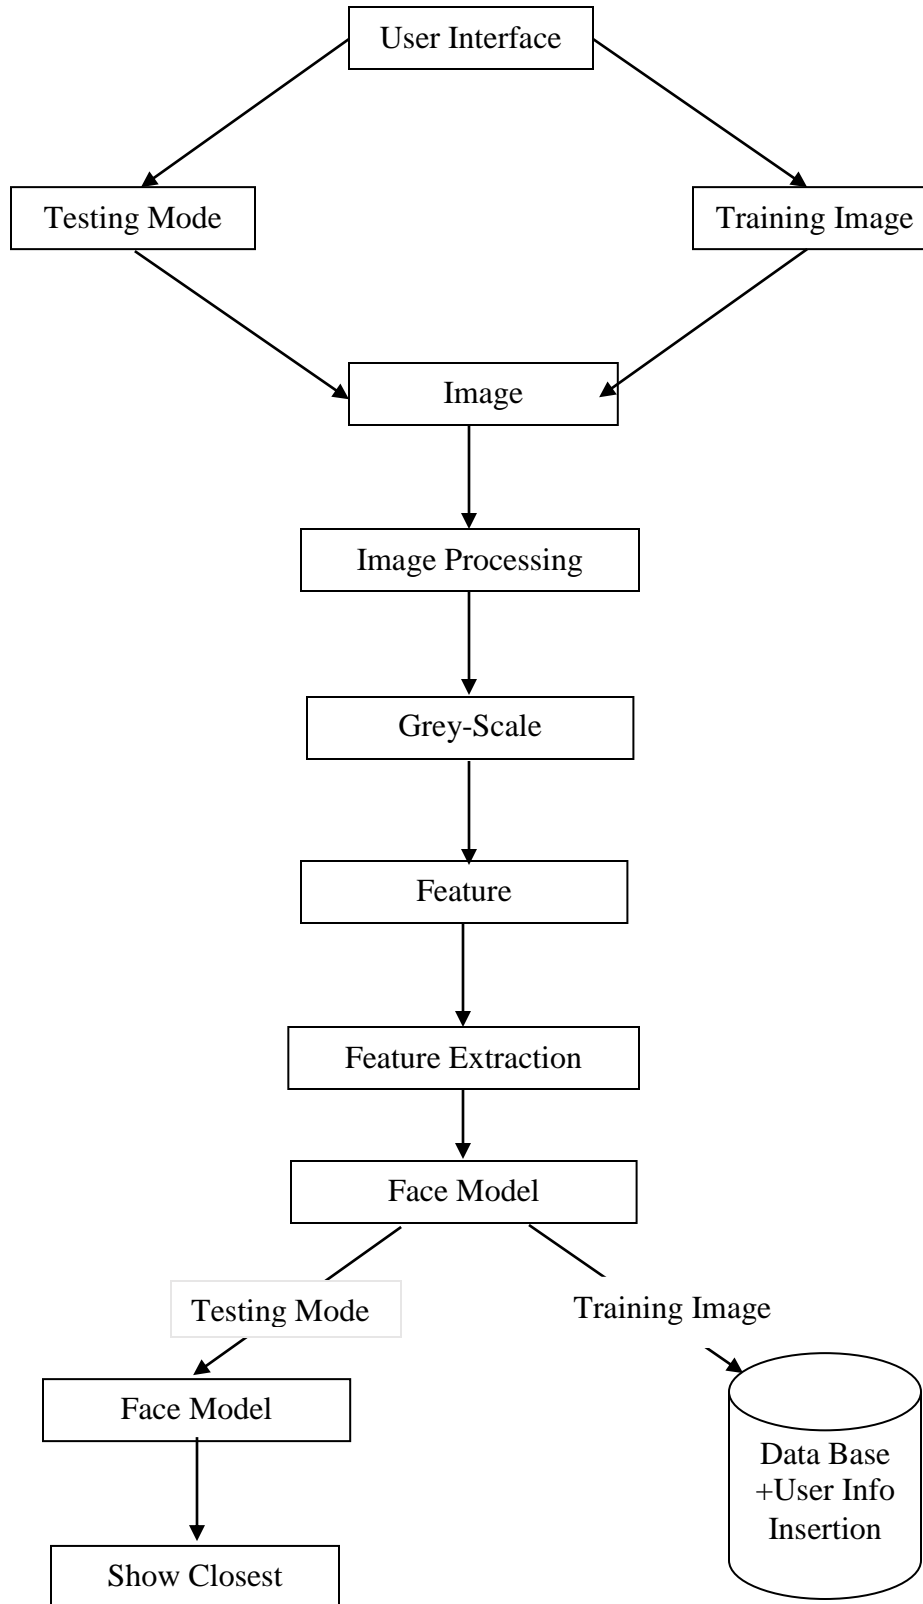 User Interface
Testing Mode
Training Image
Image
Image Processing
Grey-Scale
Feature
Feature Extraction
Face Model
Testing Mode
Training Image
Face Model
Data Base
+User Info
Insertion
Show Closest